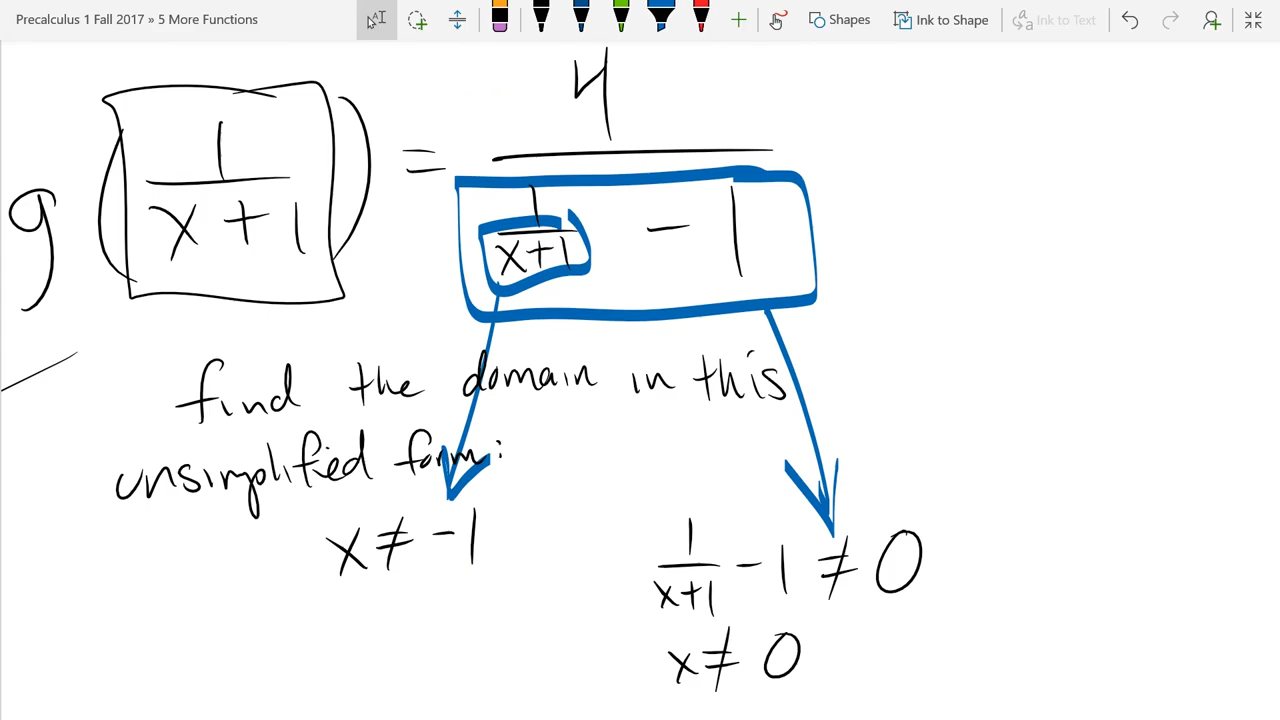 Precalculus 1 Fall 2017 » 5 More Functions
Shapes Ink to Shape Ink to Text
g(1/(x+1)) = 4/(1/(x+1) - 1)
find the domain in this
unsimplified form:
x ≠ -1
1/(x+1) - 1 ≠ 0
x ≠ 0